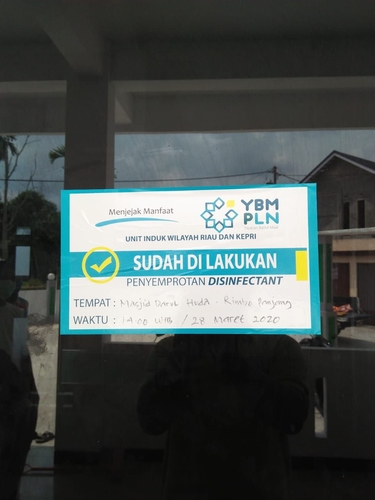 Menjejak Manfaat
YBM
PLN
UNIT INDUK WILAYAH RIAU DAN KEPRI
SUDAH DI LAKUKAN
PENYEMPROTAN DISINFECTANT
TEMPAT : Masjid Darul Huda - Rimbo Panjang
WAKTU : 14.00 WIB / 28 Maret 2020